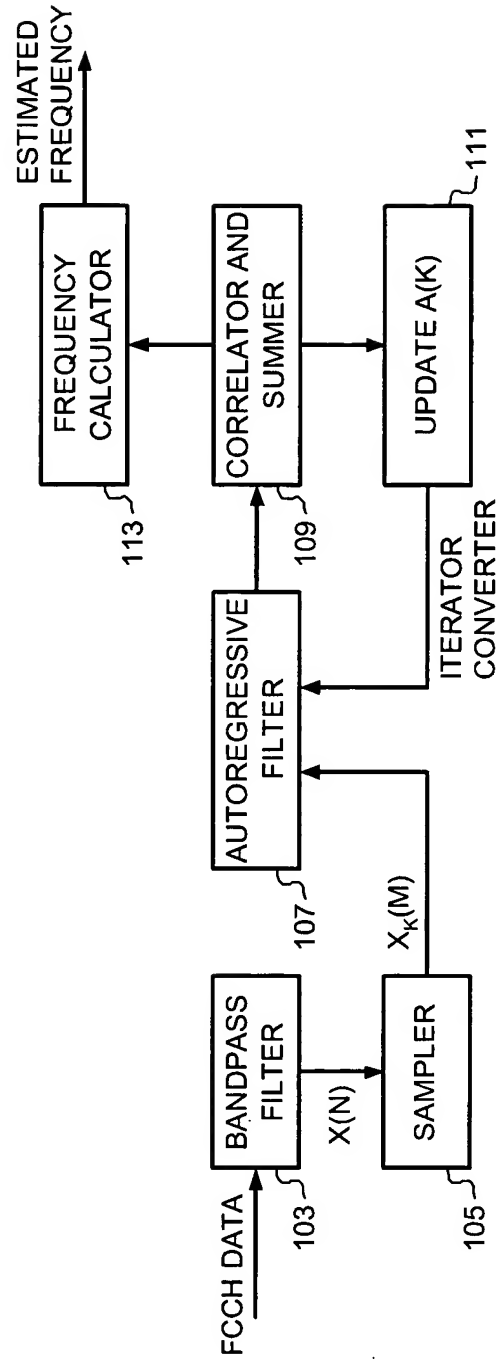 FCCH DATA
BANDPASS
FILTER
103
X(N)
SAMPLER
105
X_K(M)
AUTOREGRESSIVE
FILTER
107
CORRELATOR AND
SUMMER
109
UPDATE A(K)
111
ITERATOR
CONVERTER
FREQUENCY
CALCULATOR
113
ESTIMATED
FREQUENCY